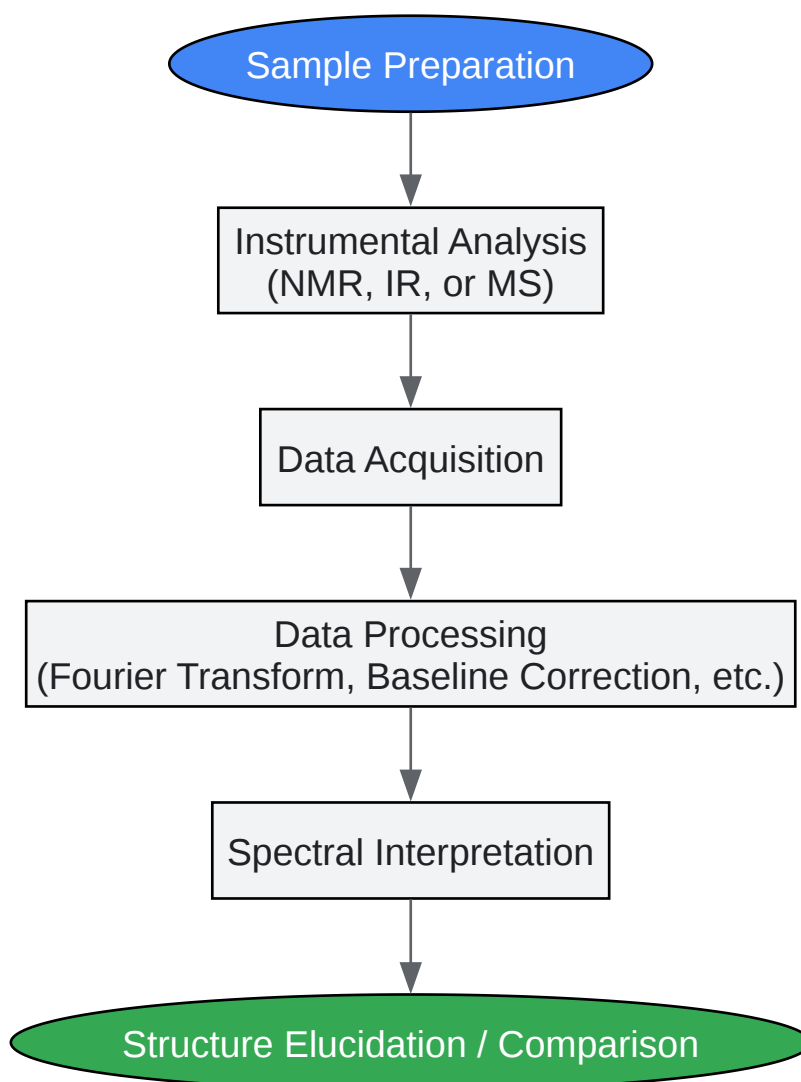 Sample Preparation
Instrumental Analysis
(NMR, IR, or MS)
Data Acquisition
Data Processing
(Fourier Transform, Baseline Correction, etc.)
Spectral Interpretation
Structure Elucidation / Comparison